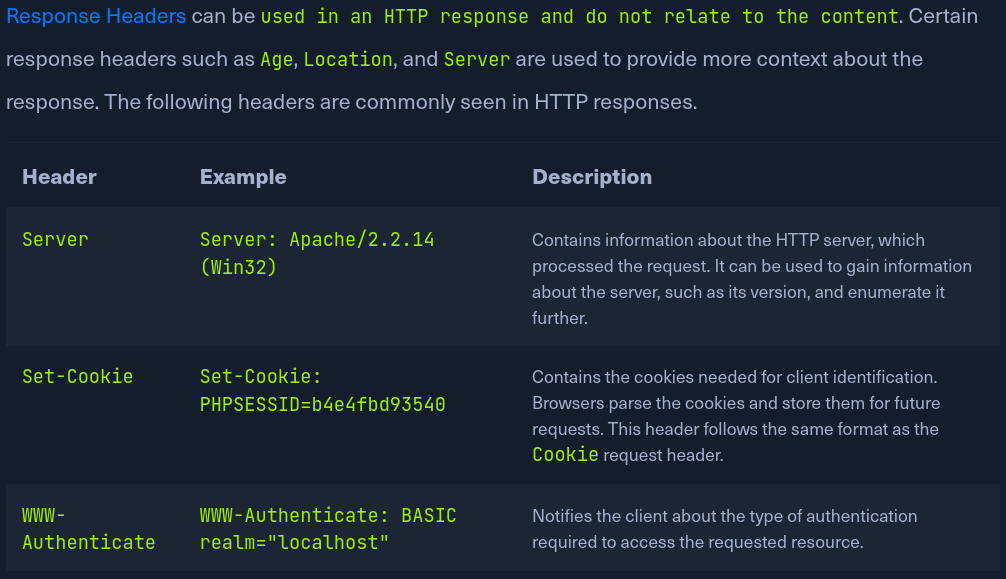 Response Headers can be used in an HTTP response and do not relate to the content. Certain
response headers such as Age, Location, and Server are used to provide more context about the
response. The following headers are commonly seen in HTTP responses.
Header Example Description
Server
Server: Apache/2.2.14
(Win32)
Contains information about the HTTP server, which
processed the request. It can be used to gain information
about the server, such as its version, and enumerate it
further.
Set-Cookie
Set-Cookie:
PHPSESSID=b4e4fbd93540
Contains the cookies needed for client identification.
Browsers parse the cookies and store them for future
requests. This header follows the same format as the
Cookie request header.
WWW-
Authenticate
WWW-Authenticate: BASIC
realm="localhost"
Notifies the client about the type of authentication
required to access the requested resource.